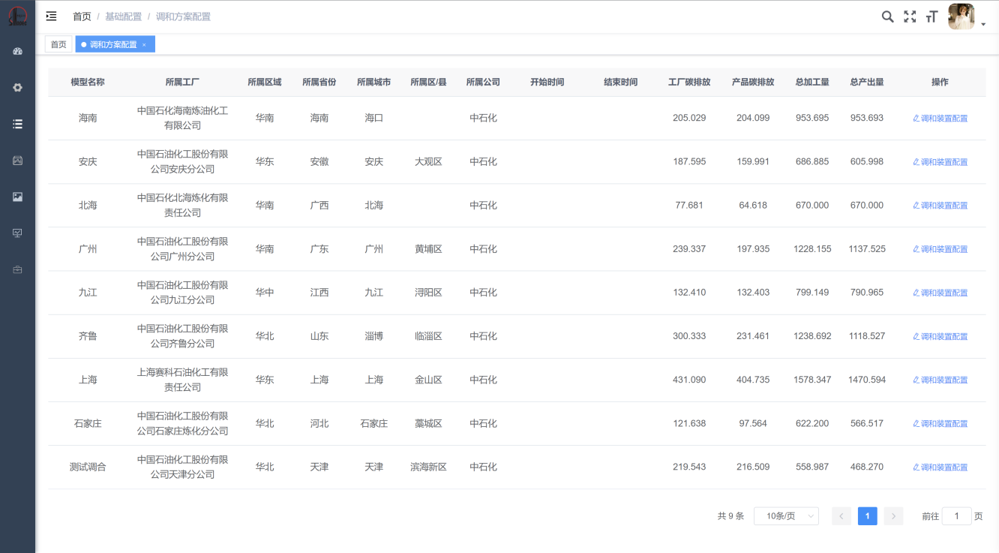 首页 / 基础配置 / 调和方案配置
首页
调和方案配置 ×
模型名称 所属工厂 所属区域 所属省份 所属城市 所属区/县 所属公司 开始时间 结束时间 工厂碳排放 产品碳排放 总加工量 总产出量 操作
海南 中国石化海南炼油化工 华南 海南 海口 中石化 205.029 204.099 953.695 953.693 调和装置配置
有限公司
安庆 中国石油化工股份有限 华东 安徽 安庆 大观区 中石化 187.595 159.991 686.885 605.998 调和装置配置
公司安庆分公司
北海 中国石化北海炼化有限 华南 广西 北海 中石化 77.681 64.618 670.000 670.000 调和装置配置
责任公司
广州 中国石油化工股份有限 华南 广东 广州 黄埔区 中石化 239.337 197.935 1228.155 1137.525 调和装置配置
公司广州分公司
九江 中国石油化工股份有限 华中 江西 九江 浔阳区 中石化 132.410 132.403 799.149 790.965 调和装置配置
公司九江分公司
齐鲁 中国石油化工股份有限 华北 山东 淄博 临淄区 中石化 300.333 231.461 1238.692 1118.527 调和装置配置
公司齐鲁分公司
上海 上海赛科石油化工有限 华东 上海 上海 金山区 中石化 431.090 404.735 1578.347 1470.594 调和装置配置
责任公司
石家庄 中国石油化工股份有限 华北 河北 石家庄 藁城区 中石化 121.638 97.564 622.200 566.517 调和装置配置
公司石家庄炼化分公司
测试调合 中国石油化工股份有限 华北 天津 天津 滨海新区 中石化 219.543 216.509 558.987 468.270 调和装置配置
公司天津分公司
共 9 条 10条/页 1 前往 1 页